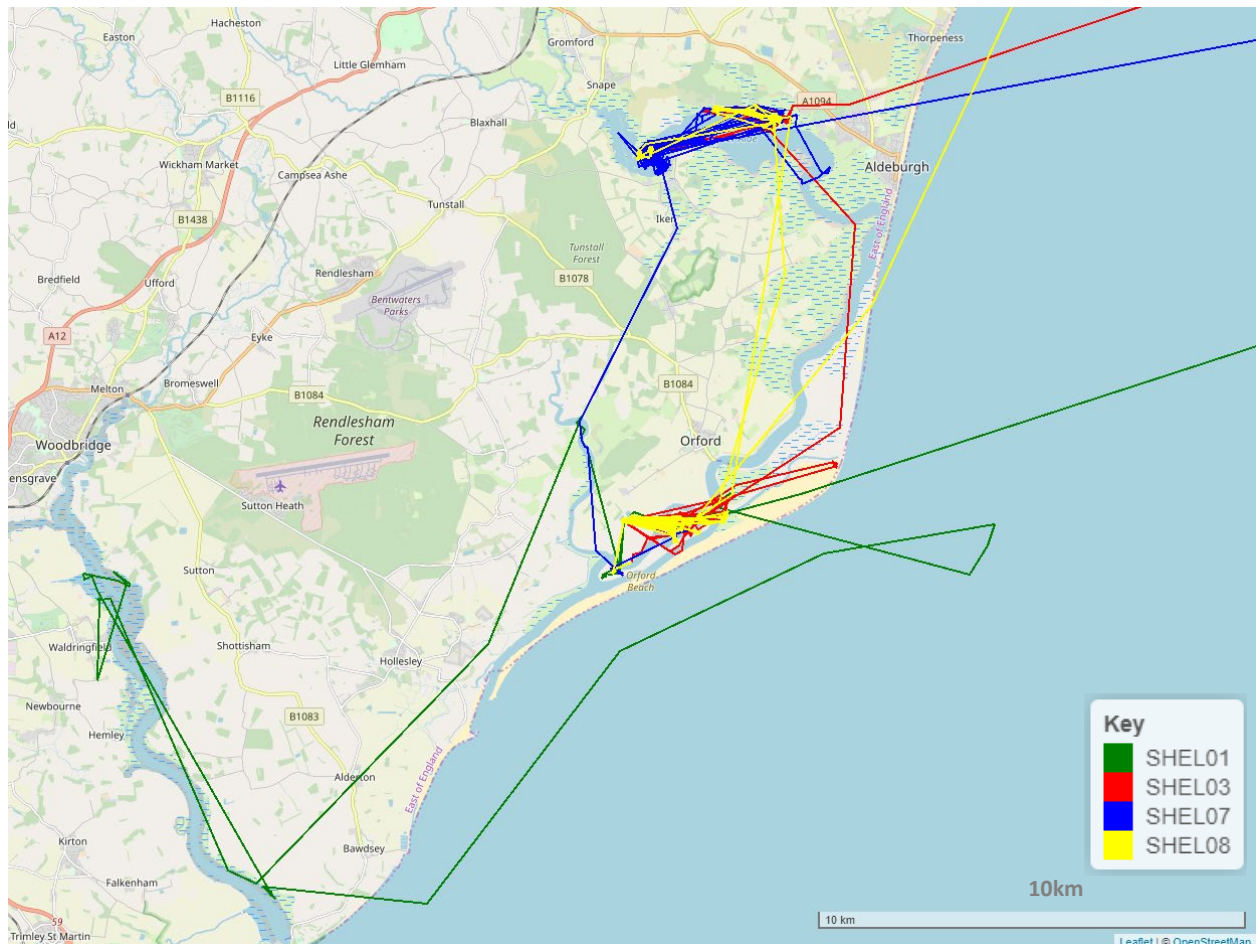 Hacheston
Easton
Gromford
Thorpeness
Little Glemham
Snape
B1116
A1094
Blaxhall
Wickham Market
Campsea Ashe
Aldeburgh
Tunstall
B1438
Iken
East of England
Tunstall
Forest
Bredfield
Ufford
Rendlesham
B1078
Bentwaters
Parks
A12
Eyke
Melton
Bromeswell
B1084
B1084
Rendlesham
Forest
Woodbridge
Orford
Sutton Heath
Sutton
Orford
Beach
Waldringfield
Shottisham
Hollesley
Newbourne
B1083
Hemley
Alderton
East of England
Kirton
Bawdsey
Falkenham
59
Trimley St Martin
Key
SHEL01
SHEL03
SHEL07
SHEL08
10km
10 km
Leaflet | © OpenStreetMap